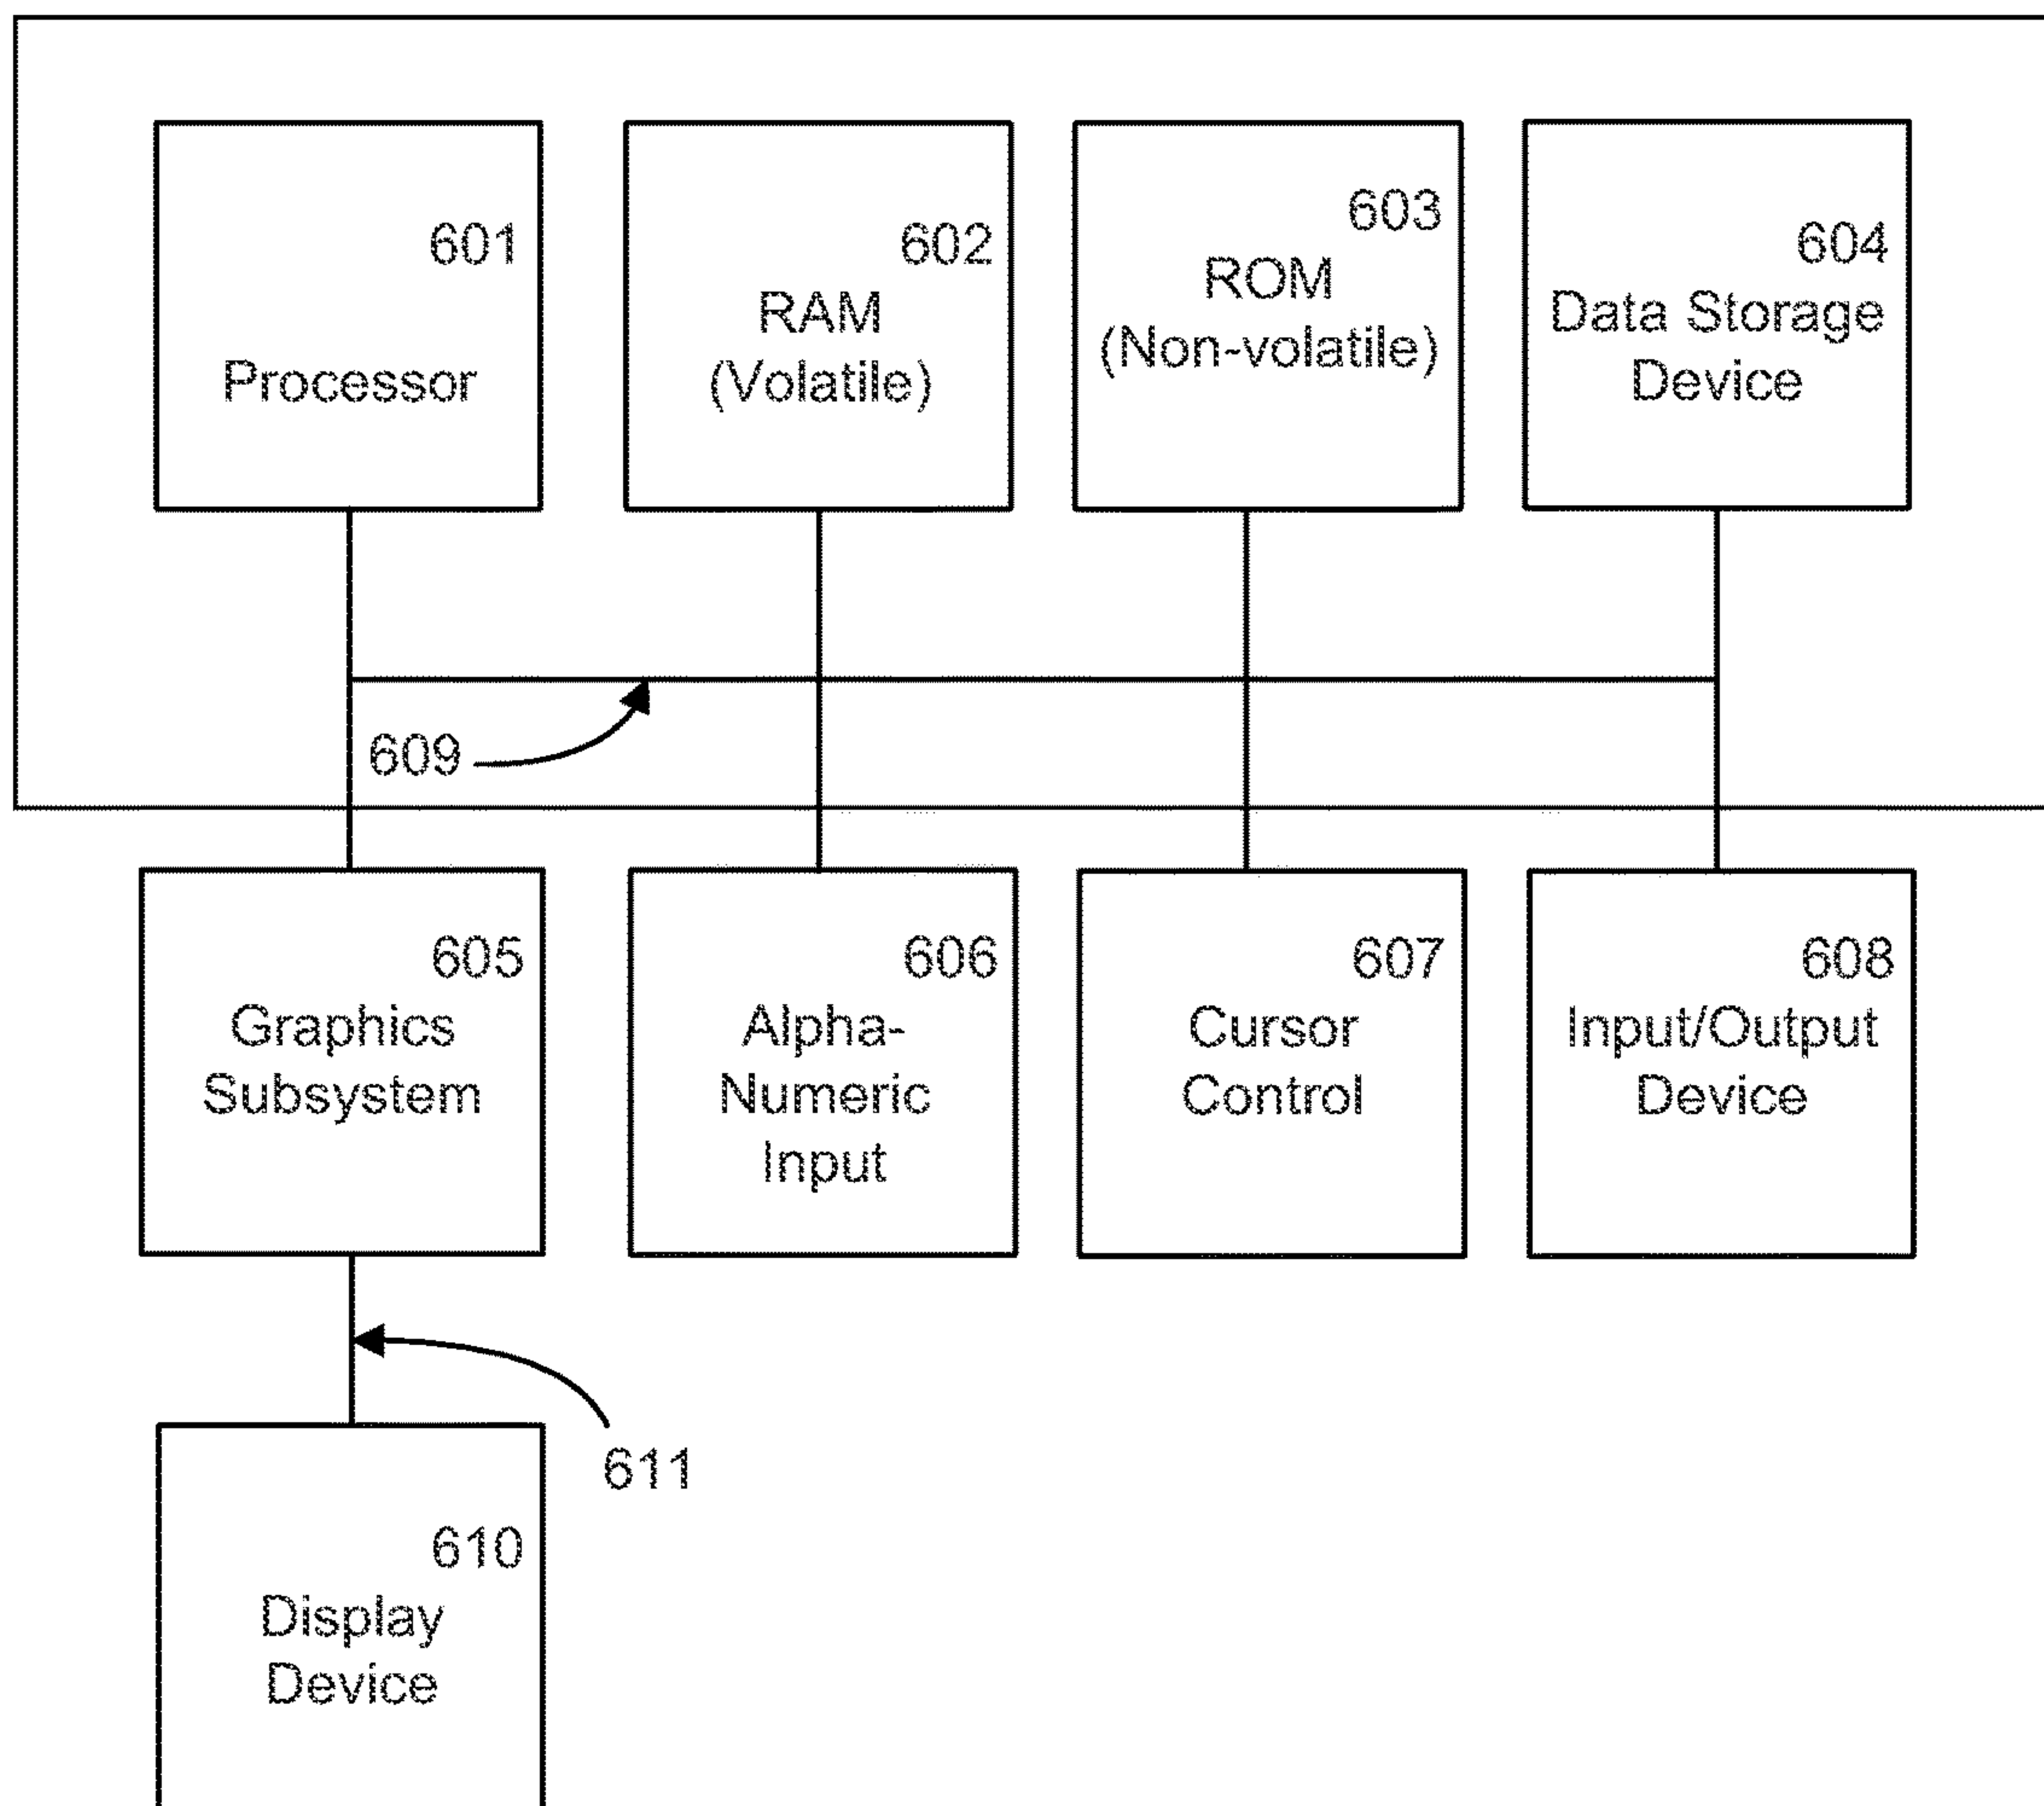 601
Processor
602
RAM
(Volatile)
603
ROM
(Non-volatile)
604
Data Storage
Device
609
605
Graphics
Subsystem
606
Alpha-
Numeric
Input
607
Cursor
Control
608
Input/Output
Device
611
610
Display
Device